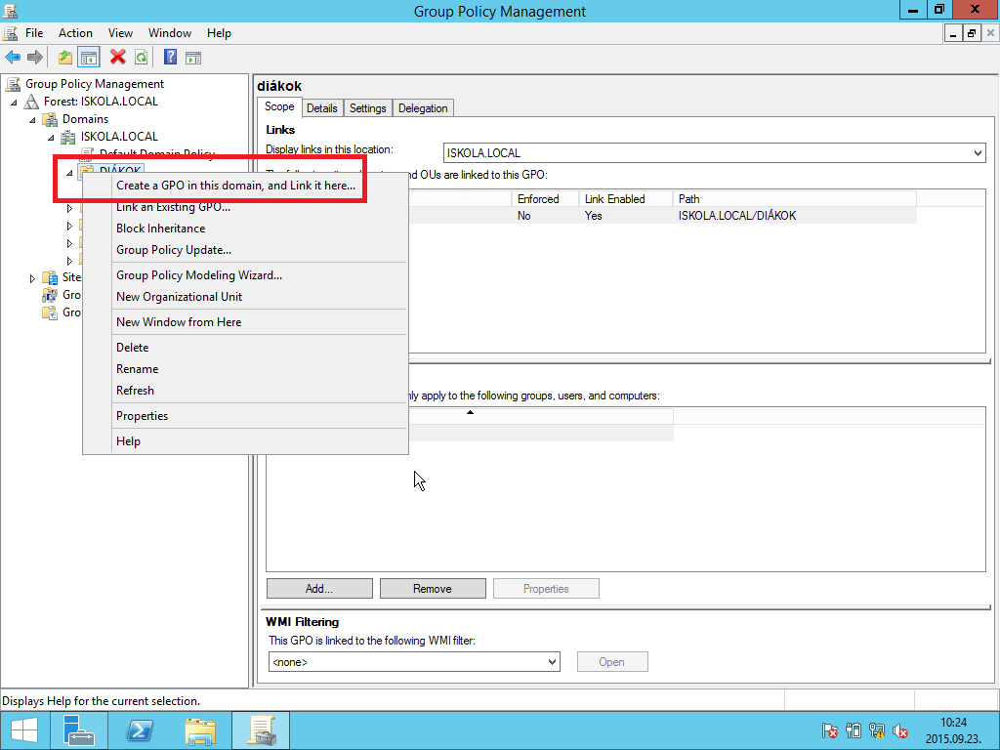 Group Policy Management
File Action View Window Help
Group Policy Management
Forest: ISKOLA.LOCAL
Domains
ISKOLA.LOCAL
Default Domain Policy
DIÁKOK
Site
Gro
Gro
Create a GPO in this domain, and Link it here...
Link an Existing GPO...
Block Inheritance
Group Policy Update...
Group Policy Modeling Wizard...
New Organizational Unit
New Window from Here
Delete
Rename
Refresh
Properties
Help
diákok
Scope Details Settings Delegation
Links
Display links in this location: ISKOLA.LOCAL
and OUs are linked to this GPO:
Enforced Link Enabled Path
No Yes ISKOLA.LOCAL/DIÁKOK
nly apply to the following groups, users, and computers:
Add... Remove Properties
WMI Filtering
This GPO is linked to the following WMI filter:
<none> Open
Displays Help for the current selection.
10:24
2015.09.23.